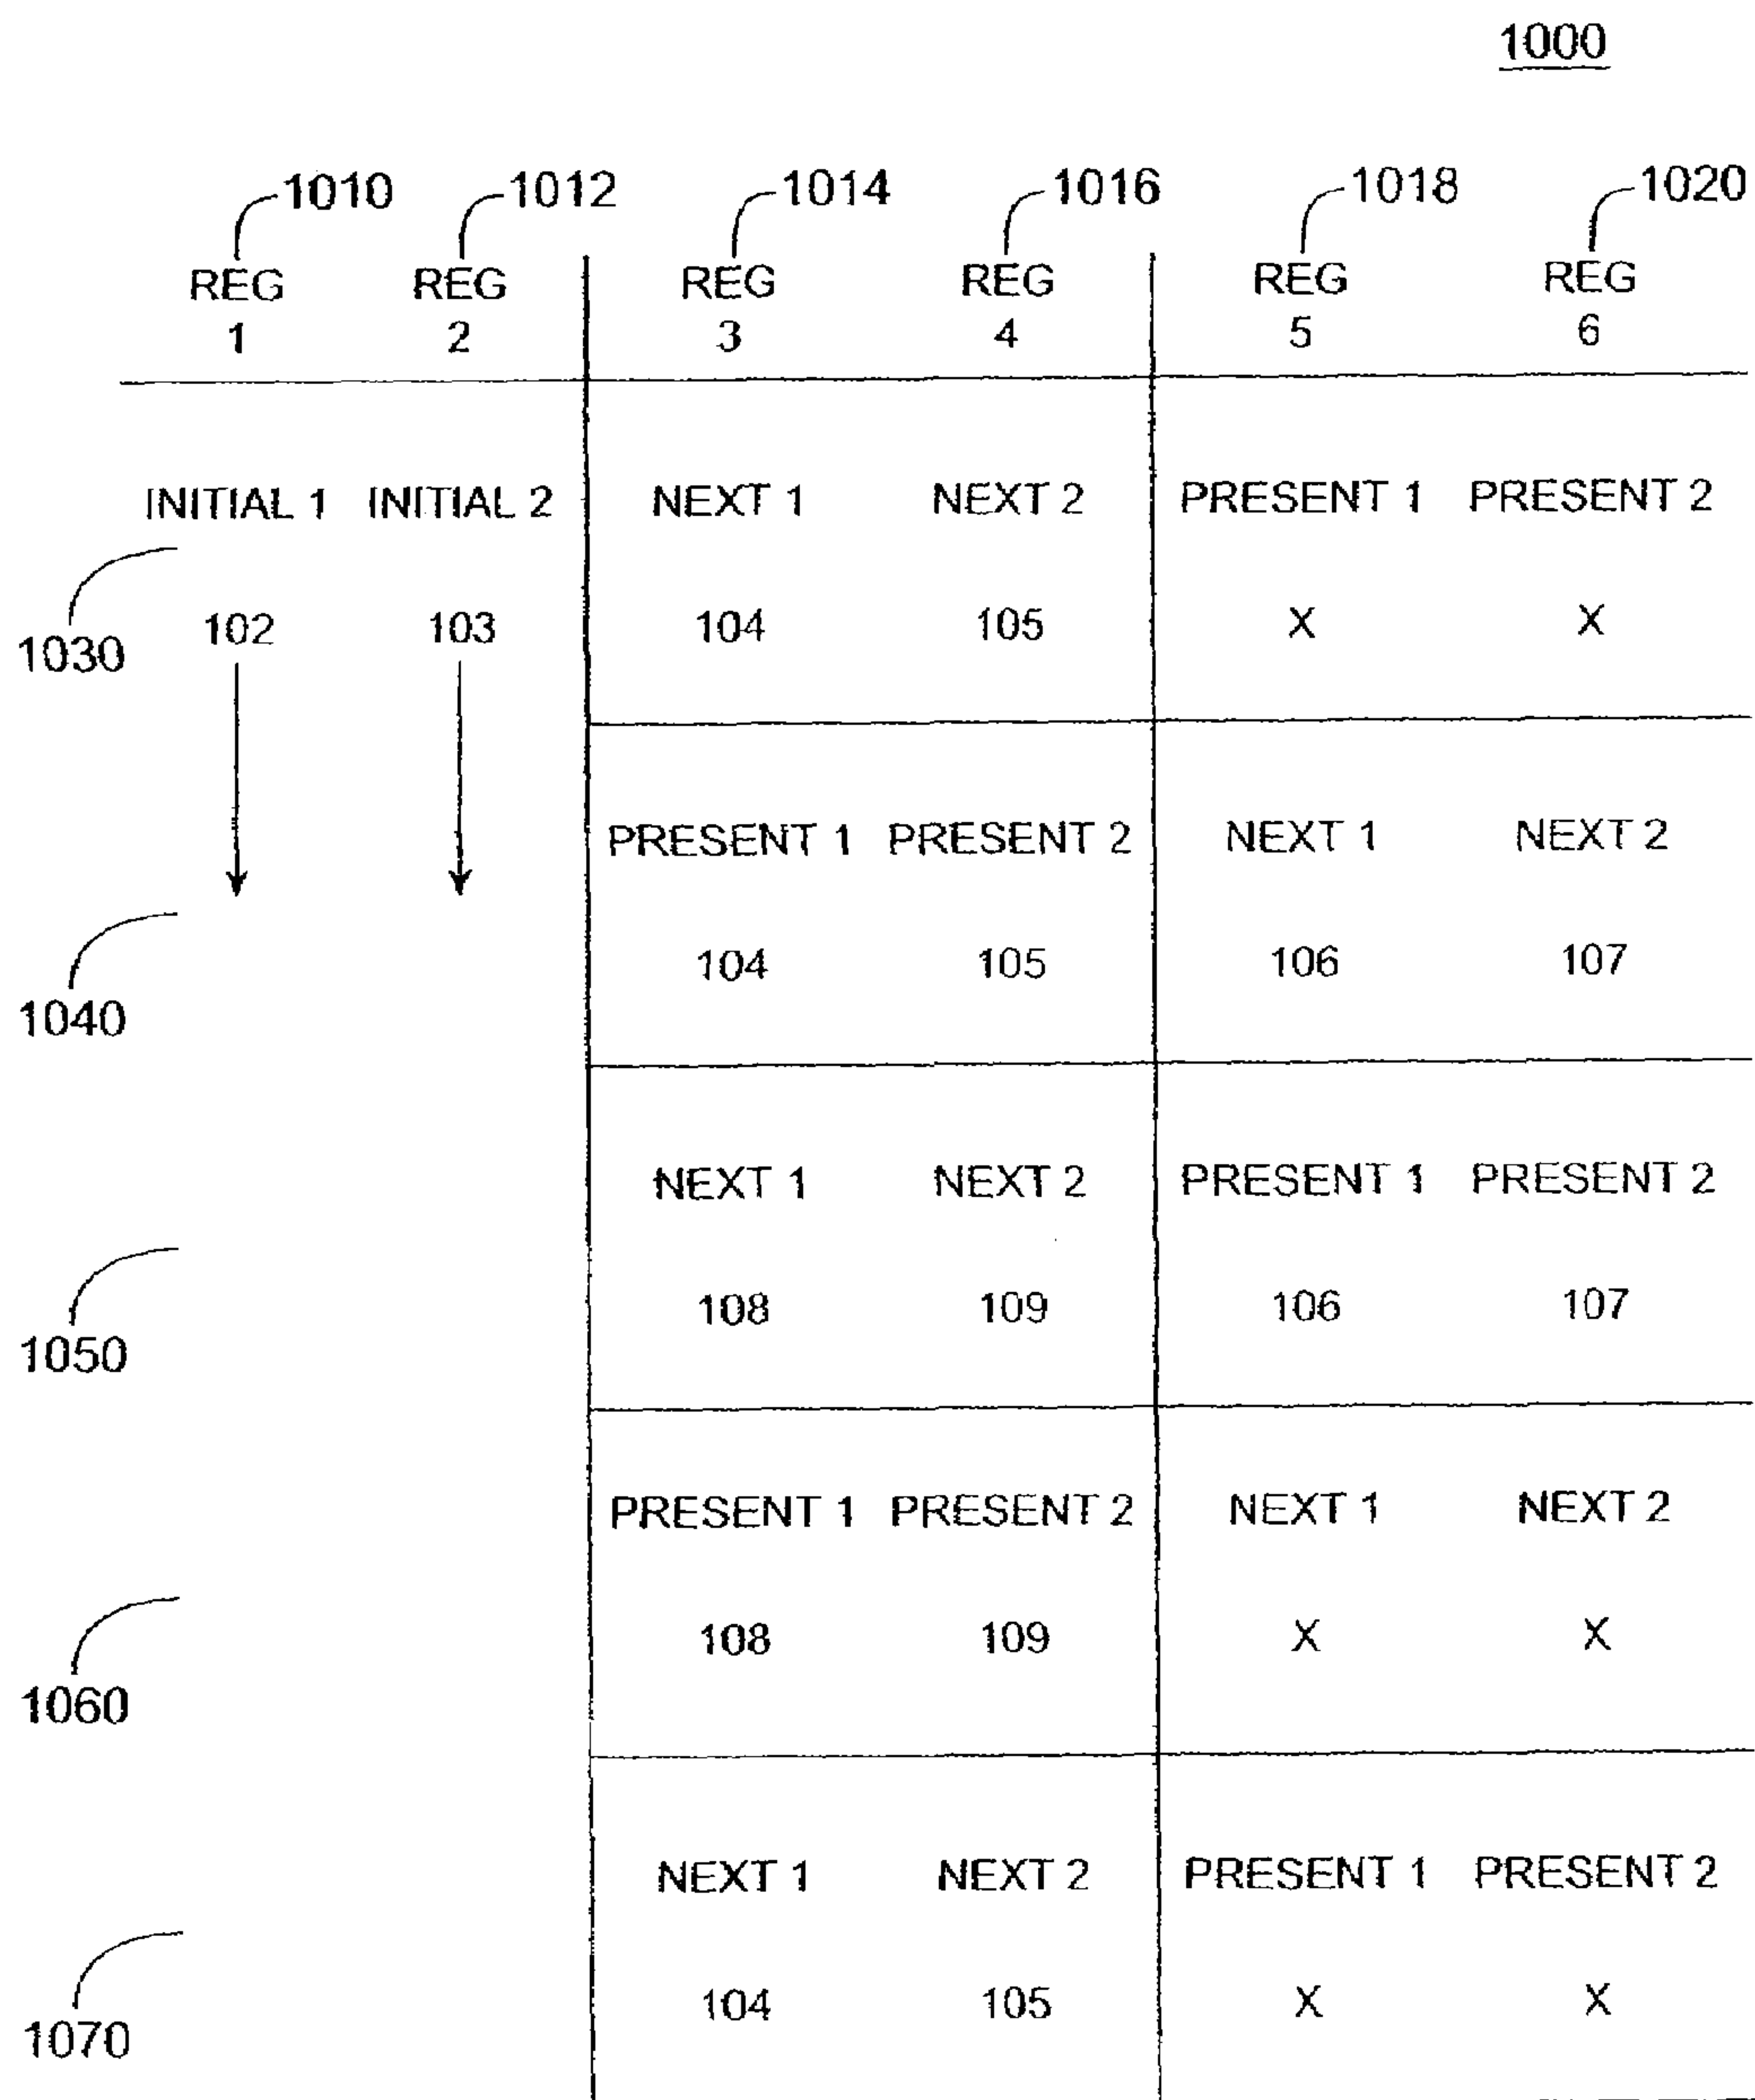 1000
1010 1012 1014 1016 1018 1020
REG REG REG REG REG REG
1 2 3 4 5 6
INITIAL 1 INITIAL 2 NEXT 1 NEXT 2 PRESENT 1 PRESENT 2
1030 102 103 104 105 X X
PRESENT 1 PRESENT 2 NEXT 1 NEXT 2
104 105 106 107
1040
NEXT 1 NEXT 2 PRESENT 1 PRESENT 2
108 109 106 107
1050
PRESENT 1 PRESENT 2 NEXT 1 NEXT 2
108 109 X X
1060
NEXT 1 NEXT 2 PRESENT 1 PRESENT 2
104 105 X X
1070